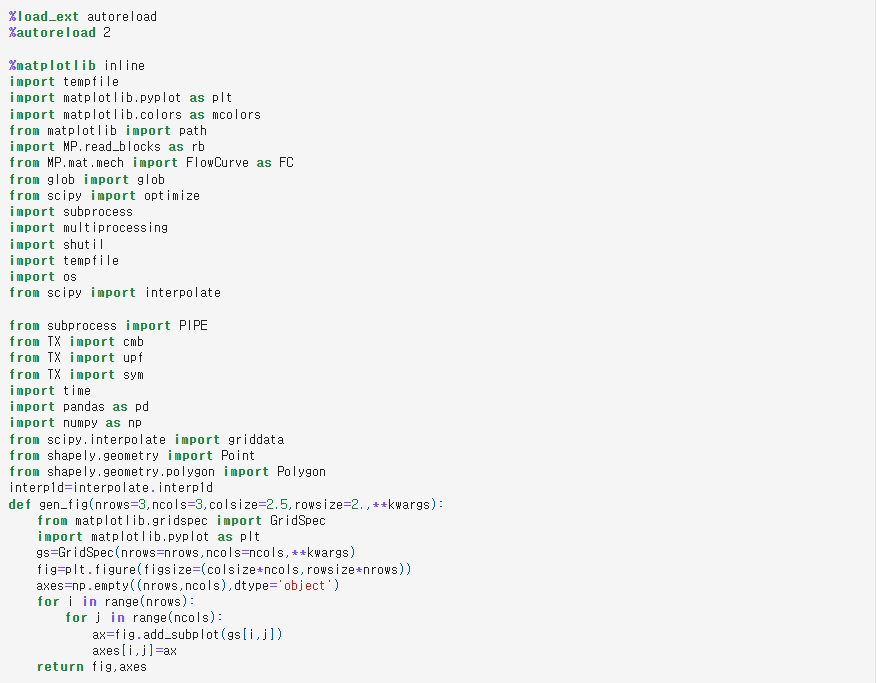 %load_ext autoreload
%autoreload 2

%matplotlib inline
import tempfile
import matplotlib.pyplot as plt
import matplotlib.colors as mcolors
from matplotlib import path
import MP.read_blocks as rb
from MP.mat.mech import FlowCurve as FC
from glob import glob
from scipy import optimize
import subprocess
import multiprocessing
import shutil
import tempfile
import os
from scipy import interpolate

from subprocess import PIPE
from TX import cmb
from TX import upf
from TX import sym
import time
import pandas as pd
import numpy as np
from scipy.interpolate import griddata
from shapely.geometry import Point
from shapely.geometry.polygon import Polygon
interp1d=interpolate.interp1d
def gen_fig(nrows=3,ncols=3,colsize=2.5,rowsize=2.,**kwargs):
    from matplotlib.gridspec import GridSpec
    import matplotlib.pyplot as plt
    gs=GridSpec(nrows=nrows,ncols=ncols,**kwargs)
    fig=plt.figure(figsize=(colsize*ncols,rowsize*nrows))
    axes=np.empty((nrows,ncols),dtype='object')
    for i in range(nrows):
        for j in range(ncols):
            ax=fig.add_subplot(gs[i,j])
            axes[i,j]=ax
    return fig,axes